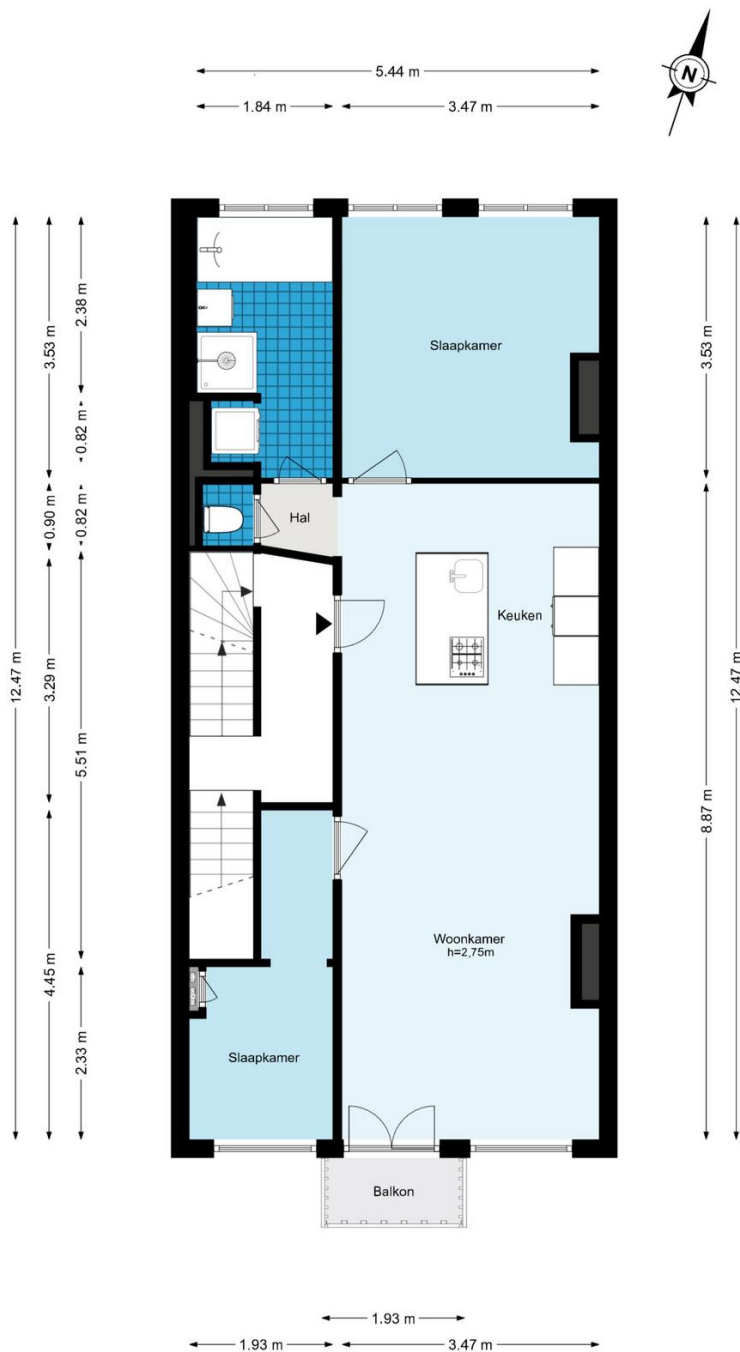 N
5.44 m
1.84 m
3.47 m
12.47 m
3.53 m
2.38 m
0.82 m
0.90 m
0.82 m
3.29 m
5.51 m
4.45 m
2.33 m
Slaapkamer
Hal
Keuken
Woonkamer
h=2,75m
Slaapkamer
Balkon
3.53 m
8.87 m
12.47 m
1.93 m
1.93 m
3.47 m